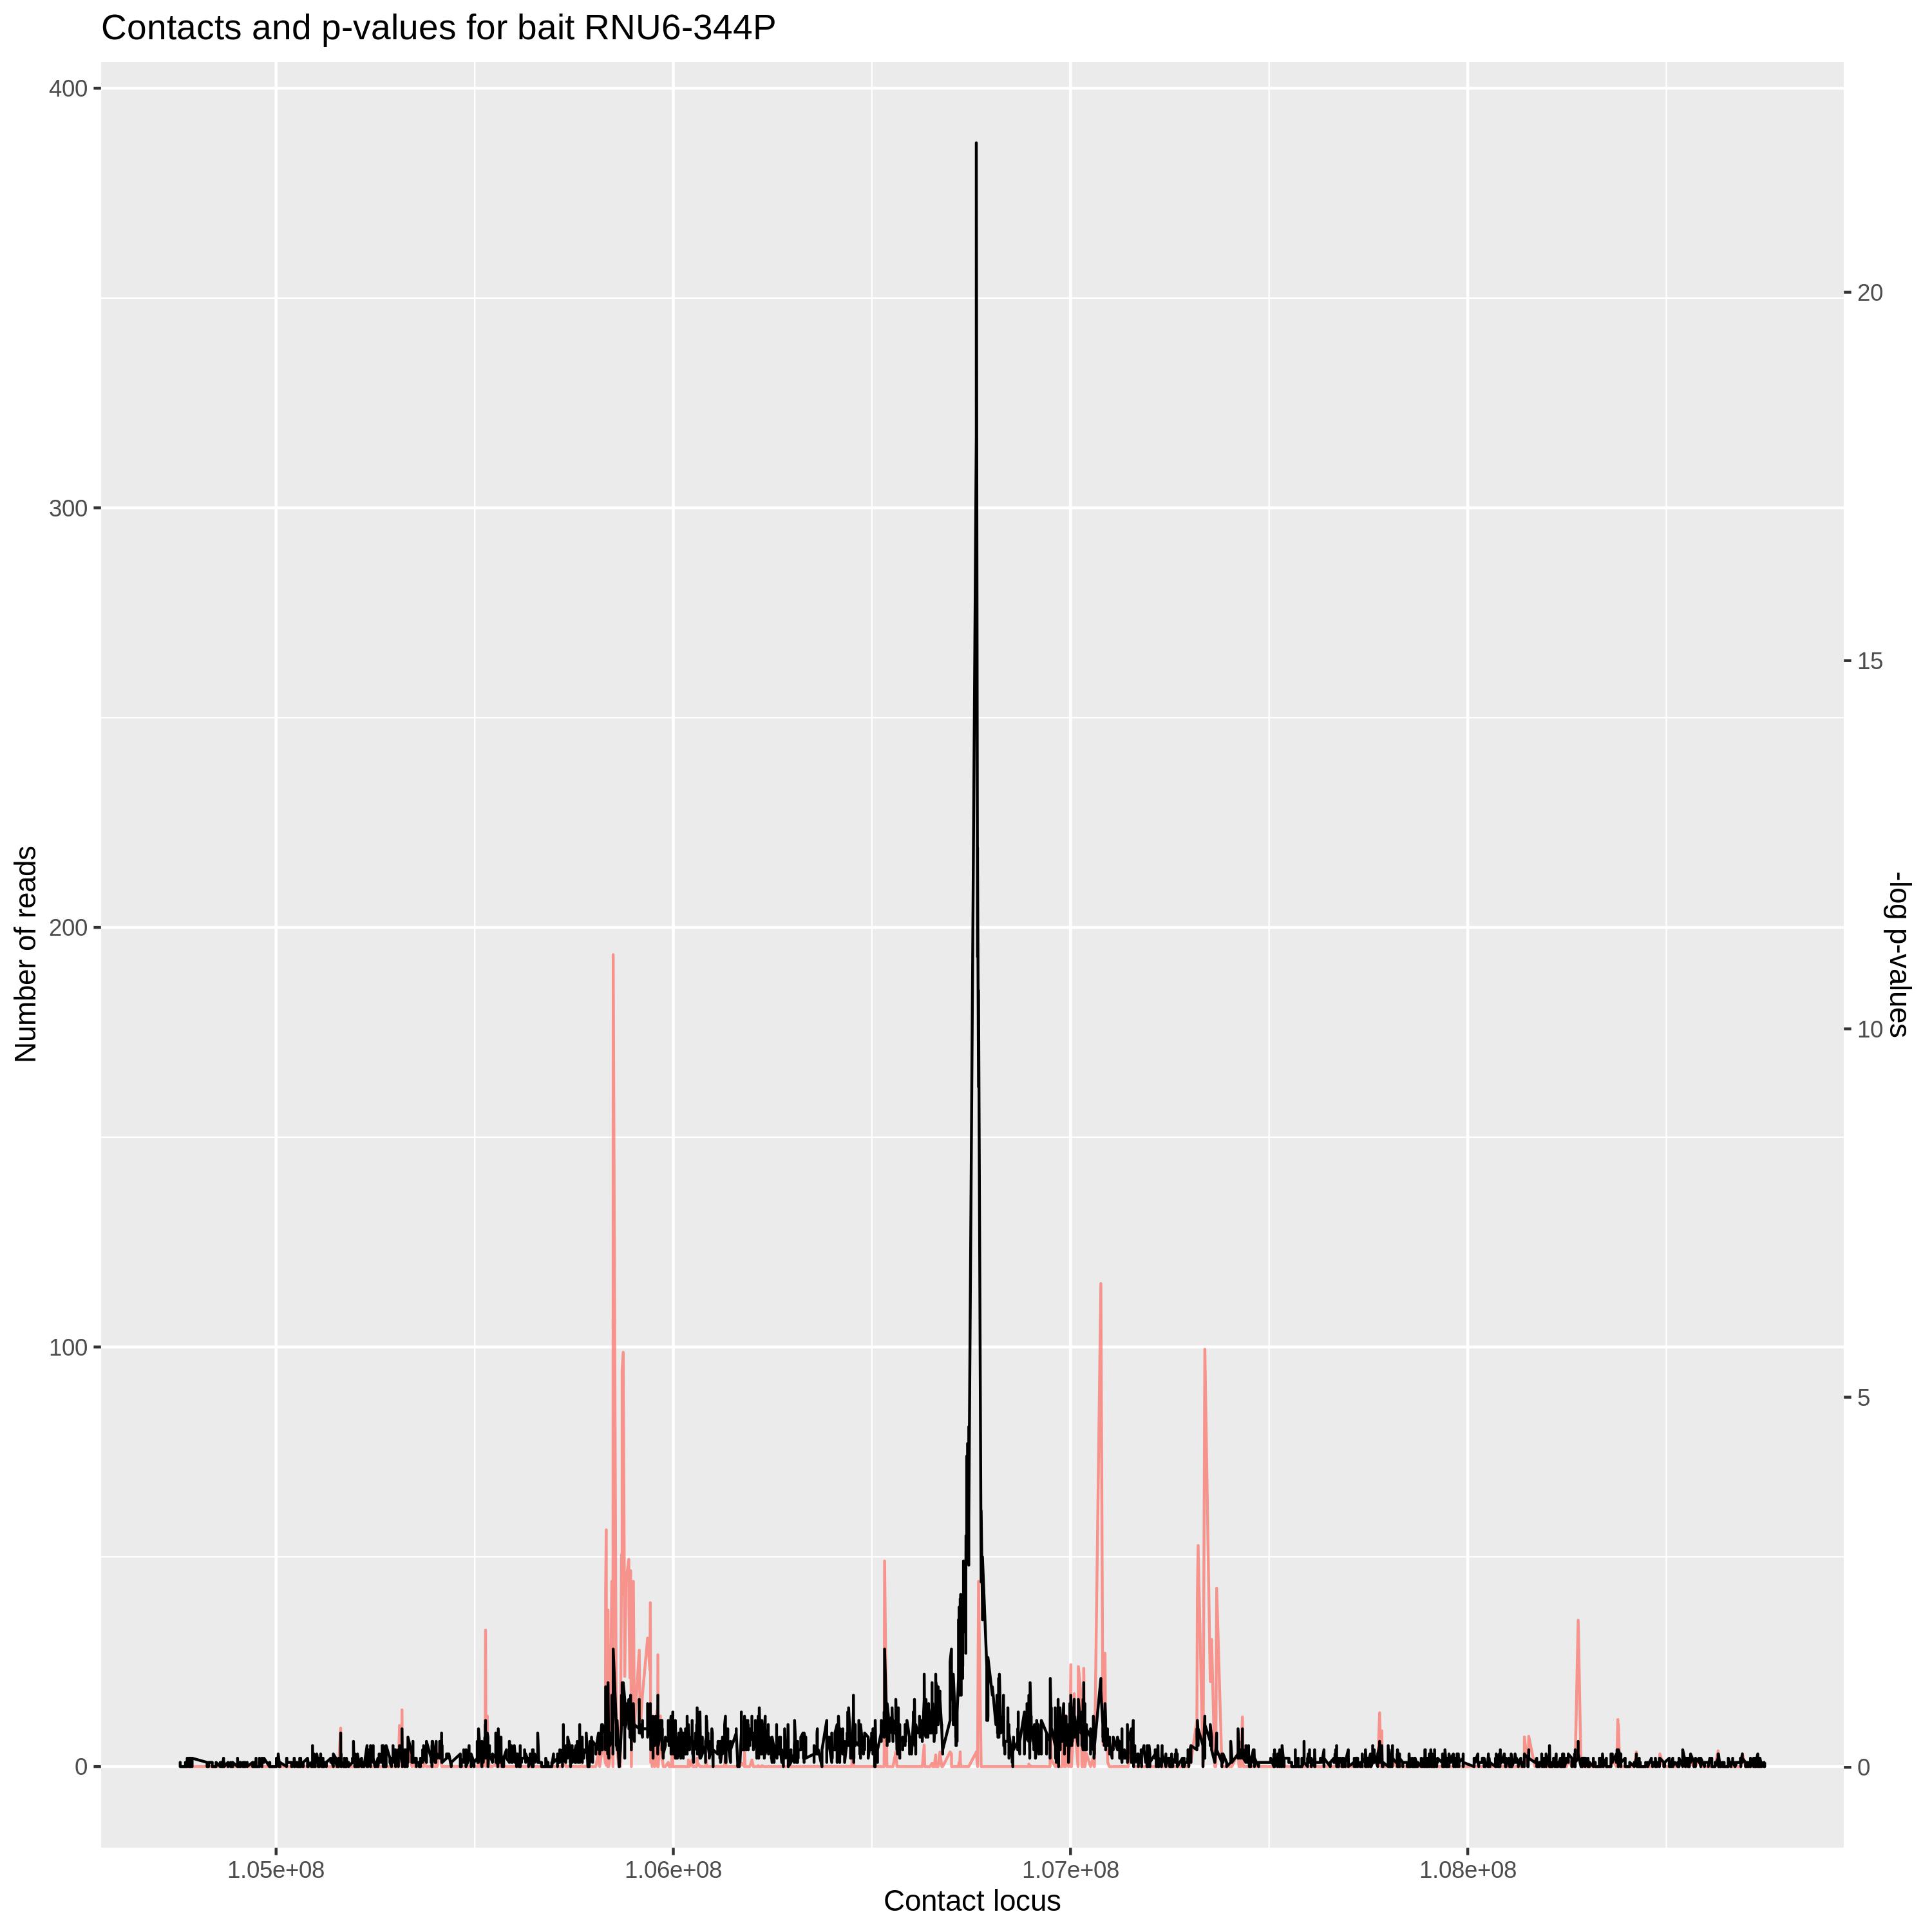 Contacts and p-values for bait RNU6-344P
400
300
200
100
0
Number of reads
20
15
10
5
0
-log p-values
1.05e+08
1.06e+08
1.07e+08
1.08e+08
Contact locus